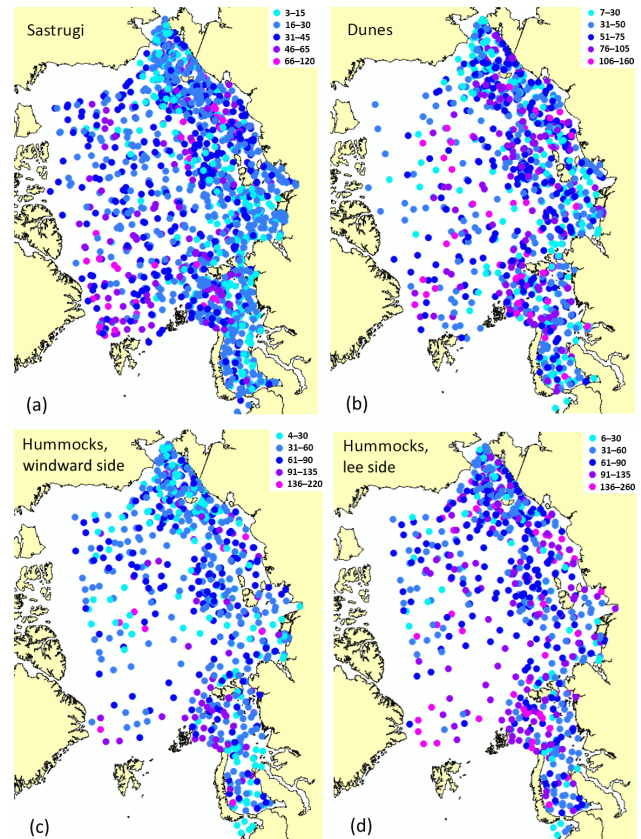 Sastrugi
3–15
16–30
31–45
46–65
66–120
(a)
Dunes
7–30
31–50
51–75
76–105
106–160
(b)
Hummocks,
windward side
4–30
31–60
61–90
91–135
136–220
(c)
Hummocks,
lee side
6–30
31–60
61–90
91–135
136–260
(d)